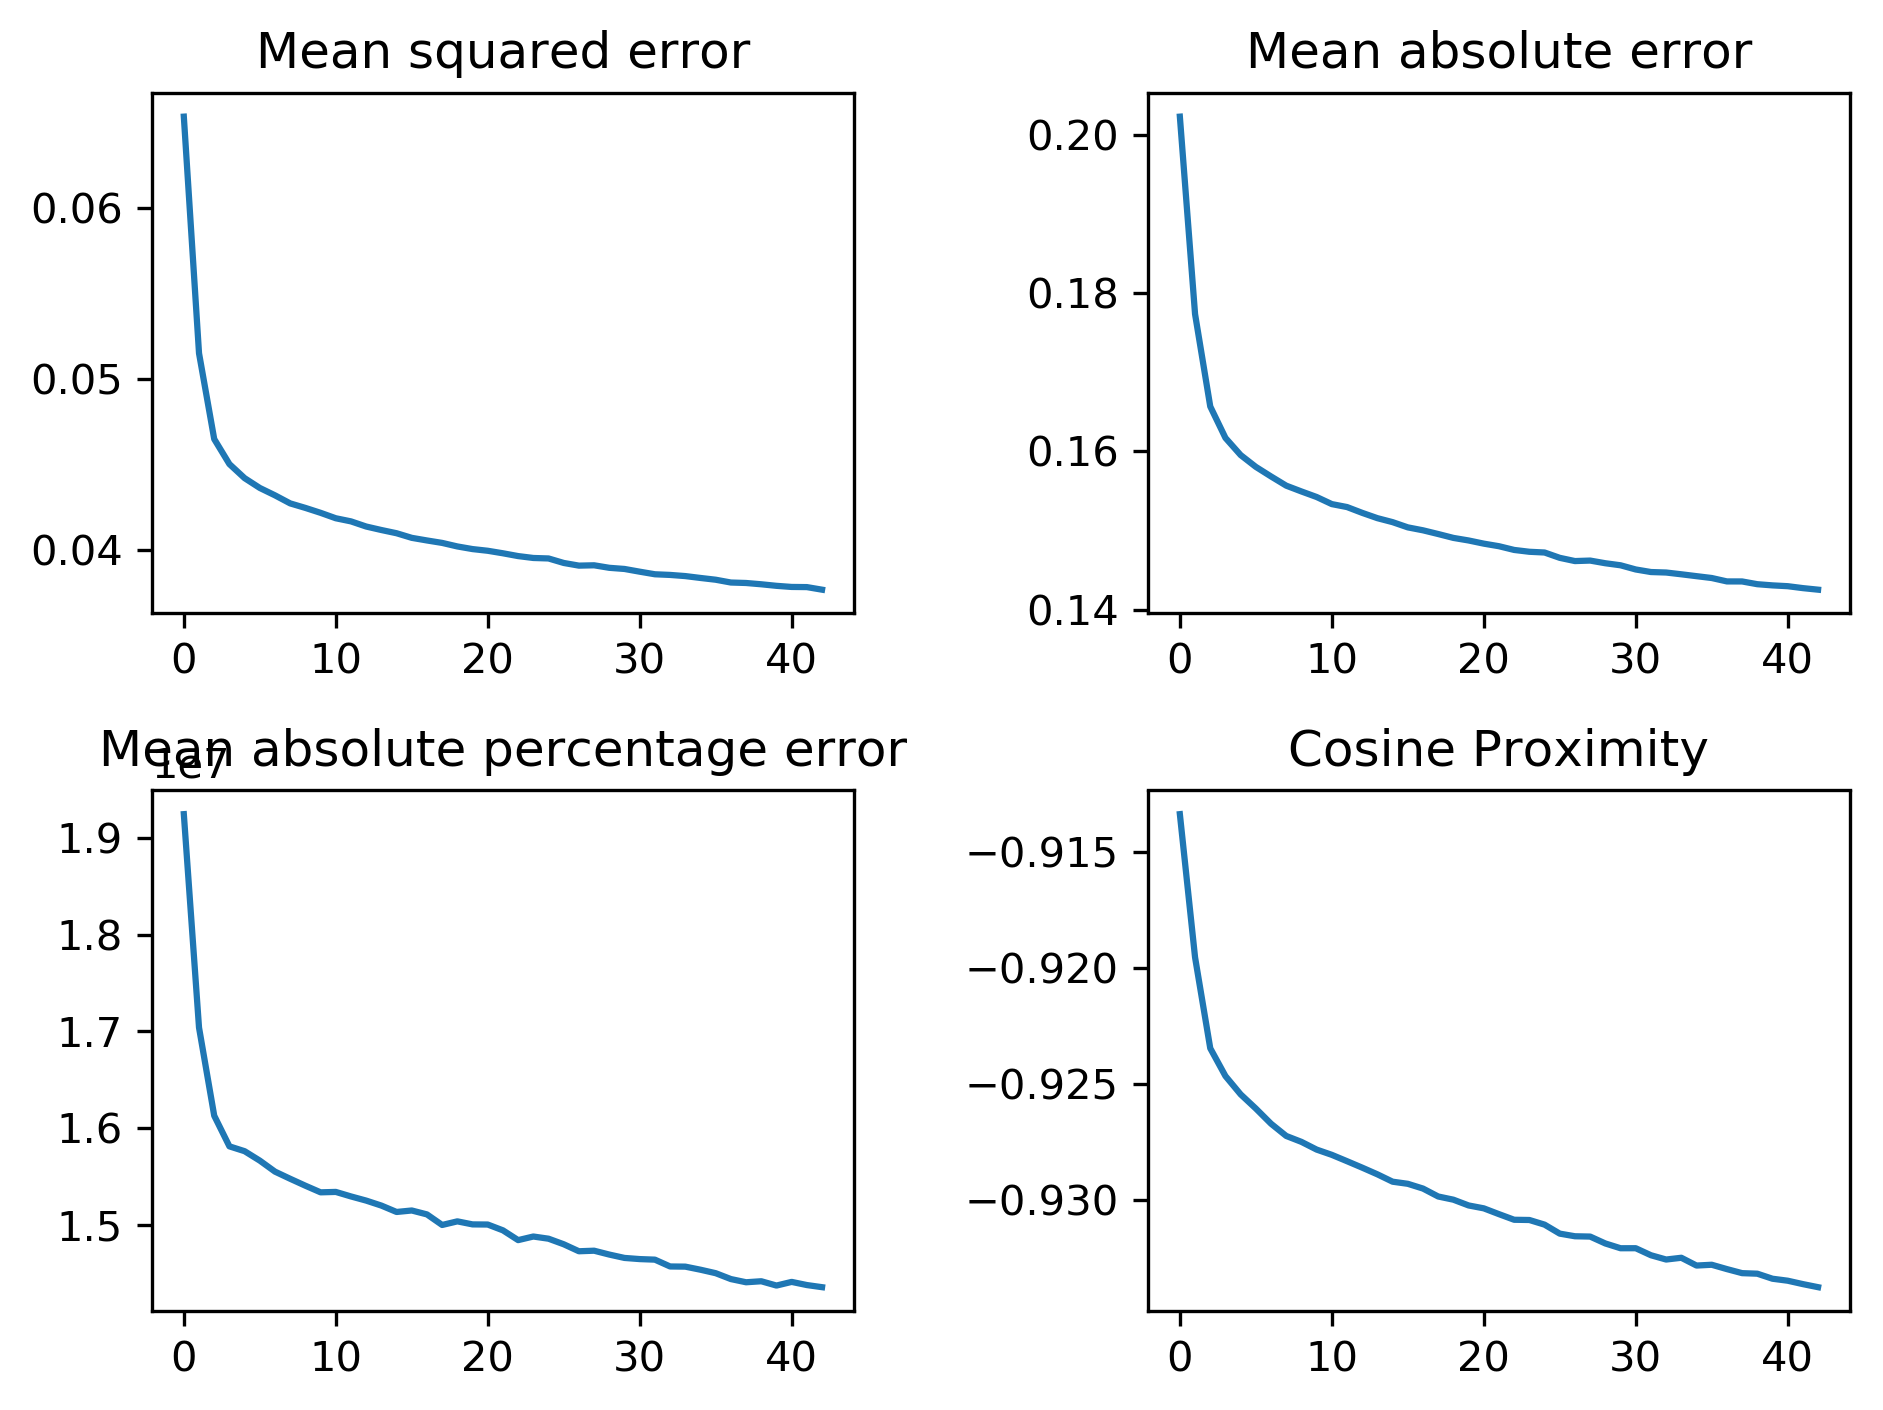 Mean squared error
0.06
0.05
0.04
0 10 20 30 40
Mean absolute error
0.20
0.18
0.16
0.14
0 10 20 30 40
Mean absolute percentage error
1e7
1.9
1.8
1.7
1.6
1.5
0 10 20 30 40
Cosine Proximity
−0.915
−0.920
−0.925
−0.930
0 10 20 30 40